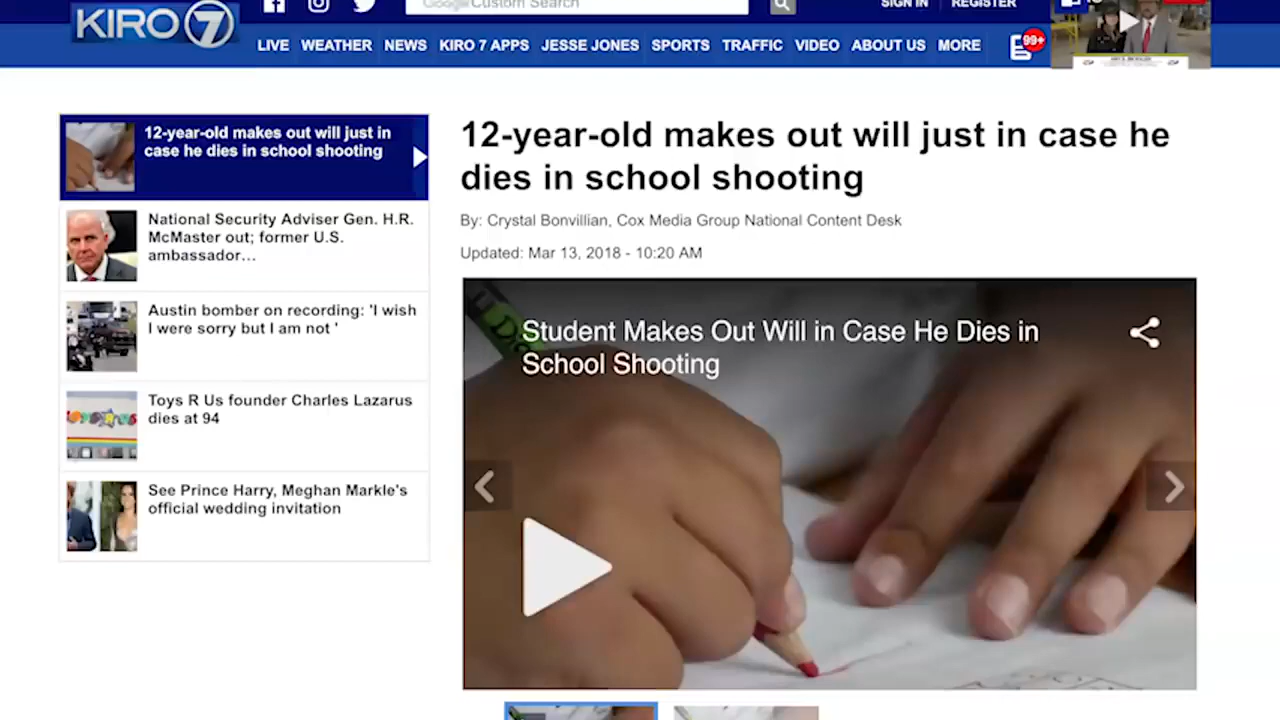 KIRO 7
Google Custom Search
SIGN IN
REGISTER
LIVE WEATHER NEWS KIRO 7 APPS JESSE JONES SPORTS TRAFFIC VIDEO ABOUT US MORE
99+
12-year-old makes out will just in
case he dies in school shooting
National Security Adviser Gen. H.R.
McMaster out; former U.S.
ambassador...
Austin bomber on recording: 'I wish
I were sorry but I am not '
Toys R Us founder Charles Lazarus
dies at 94
See Prince Harry, Meghan Markle's
official wedding invitation
12-year-old makes out will just in case he
dies in school shooting
By: Crystal Bonvillian, Cox Media Group National Content Desk
Updated: Mar 13, 2018 - 10:20 AM
Student Makes Out Will in Case He Dies in
School Shooting